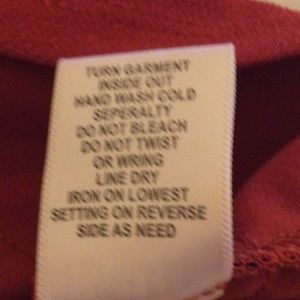 TURN GARMENT
INSIDE OUT
HAND WASH COLD
SEPERALTY
DO NOT BLEACH
DO NOT TWIST
OR WRING
LINE DRY
IRON ON LOWEST
SETTING ON REVERSE
SIDE AS NEED